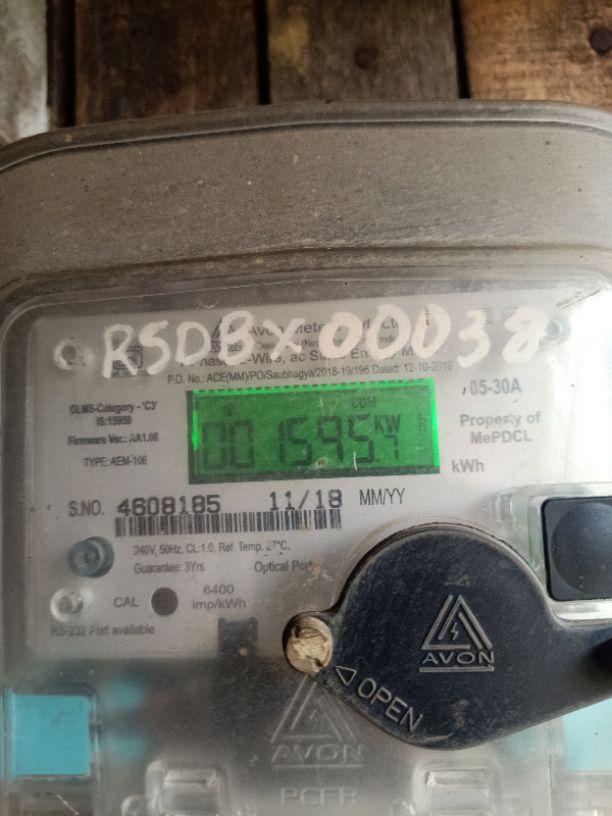 RSDBX00038
P.O. No.: ACE(MM)/PO/Saubhagya/2018-19/195 Dated: 12-10-2018
DLMS-Category - 'C3'
IS:15959
Firmware Ver.: AA1.00
TYPE: AEM-106
CUM
001595.7 KW h
05-30A
Property of
MePDCL
kWh
S.NO. 4608185 11/18 MM/YY
240V, 50Hz, CL:1.0, Ref. Temp. 27°C.
Guarantee: 3Yrs. Optical Port
CAL 6400
imp/kWh
RS-232 Port available
AVON
OPEN
AVON